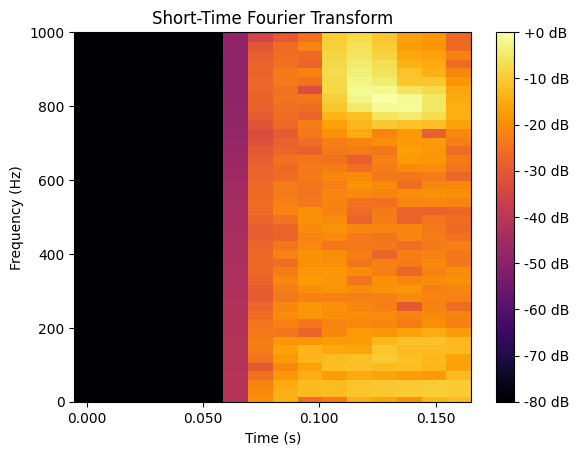 Short-Time Fourier Transform
1000
800
600
400
200
0
Frequency (Hz)
0.000
0.050
0.100
0.150
Time (s)
+0 dB
-10 dB
-20 dB
-30 dB
-40 dB
-50 dB
-60 dB
-70 dB
-80 dB